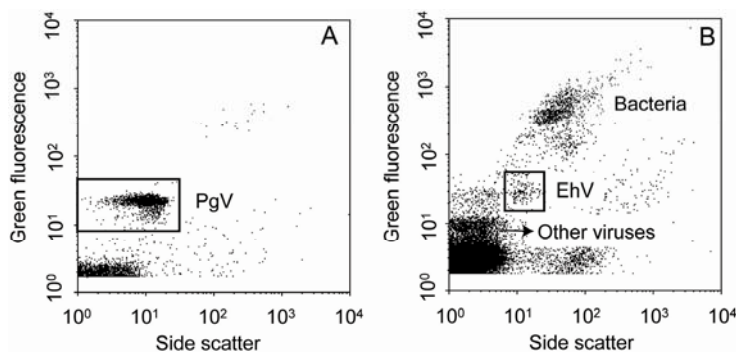 A
Green fluorescence
10⁴
10³
10²
10¹
10⁰
PgV
10⁰ 10¹ 10² 10³ 10⁴
Side scatter
B
Green fluorescence
10⁴
10³
10²
10¹
10⁰
Bacteria
EhV
Other viruses
10⁰ 10¹ 10² 10³ 10⁴
Side scatter